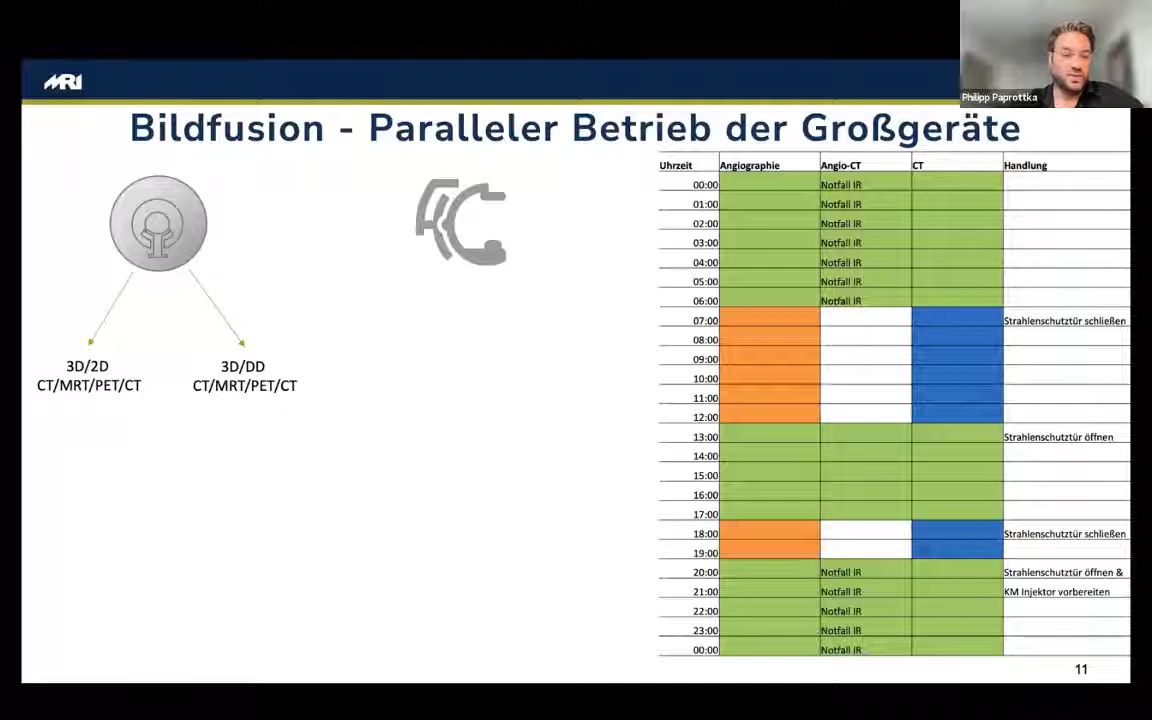 Philipp Paprottka
MRI
Bildfusion - Paralleler Betrieb der Großgeräte
3D/2D
CT/MRT/PET/CT
3D/DD
CT/MRT/PET/CT
Uhrzeit Angiographie Angio-CT CT Handlung
00:00 Notfall IR
01:00 Notfall IR
02:00 Notfall IR
03:00 Notfall IR
04:00 Notfall IR
05:00 Notfall IR
06:00 Notfall IR
07:00 Strahlenschutztür schließen
08:00
09:00
10:00
11:00
12:00
13:00 Strahlenschutztür öffnen
14:00
15:00
16:00
17:00
18:00 Strahlenschutztür schließen
19:00
20:00 Notfall IR Strahlenschutztür öffnen &
21:00 Notfall IR KM Injektor vorbereiten
22:00 Notfall IR
23:00 Notfall IR
00:00 Notfall IR
11